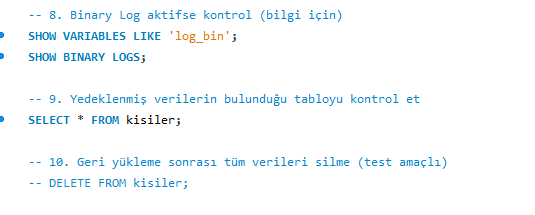 -- 8. Binary Log aktifse kontrol (bilgi için)
SHOW VARIABLES LIKE 'log_bin';
SHOW BINARY LOGS;
-- 9. Yedeklenmiş verilerin bulunduğu tabloyu kontrol et
SELECT * FROM kisiler;
-- 10. Geri yükleme sonrası tüm verileri silme (test amaçlı)
-- DELETE FROM kisiler;